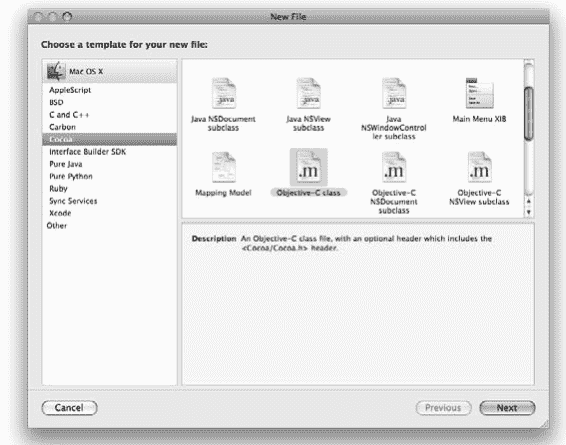 New File
Choose a template for your new file:
Mac OS X
AppleScript
BSD
C and C++
Carbon
Cocoa
Interface Builder SDK
Pure Java
Pure Python
Ruby
Sync Services
Xcode
Other
.java
.java
.java
Java NSDocument
subclass
Java NSView
subclass
Java
NSWindowControl
ler subclass
Main Menu XIB
.m
.m
.m
Mapping Model
Objective-C class
Objective-C
NSDocument
subclass
Objective-C
NSView subclass
Description An Objective-C class file, with an optional header which includes the
<Cocoa/Cocoa.h> header.
Cancel
Previous
Next